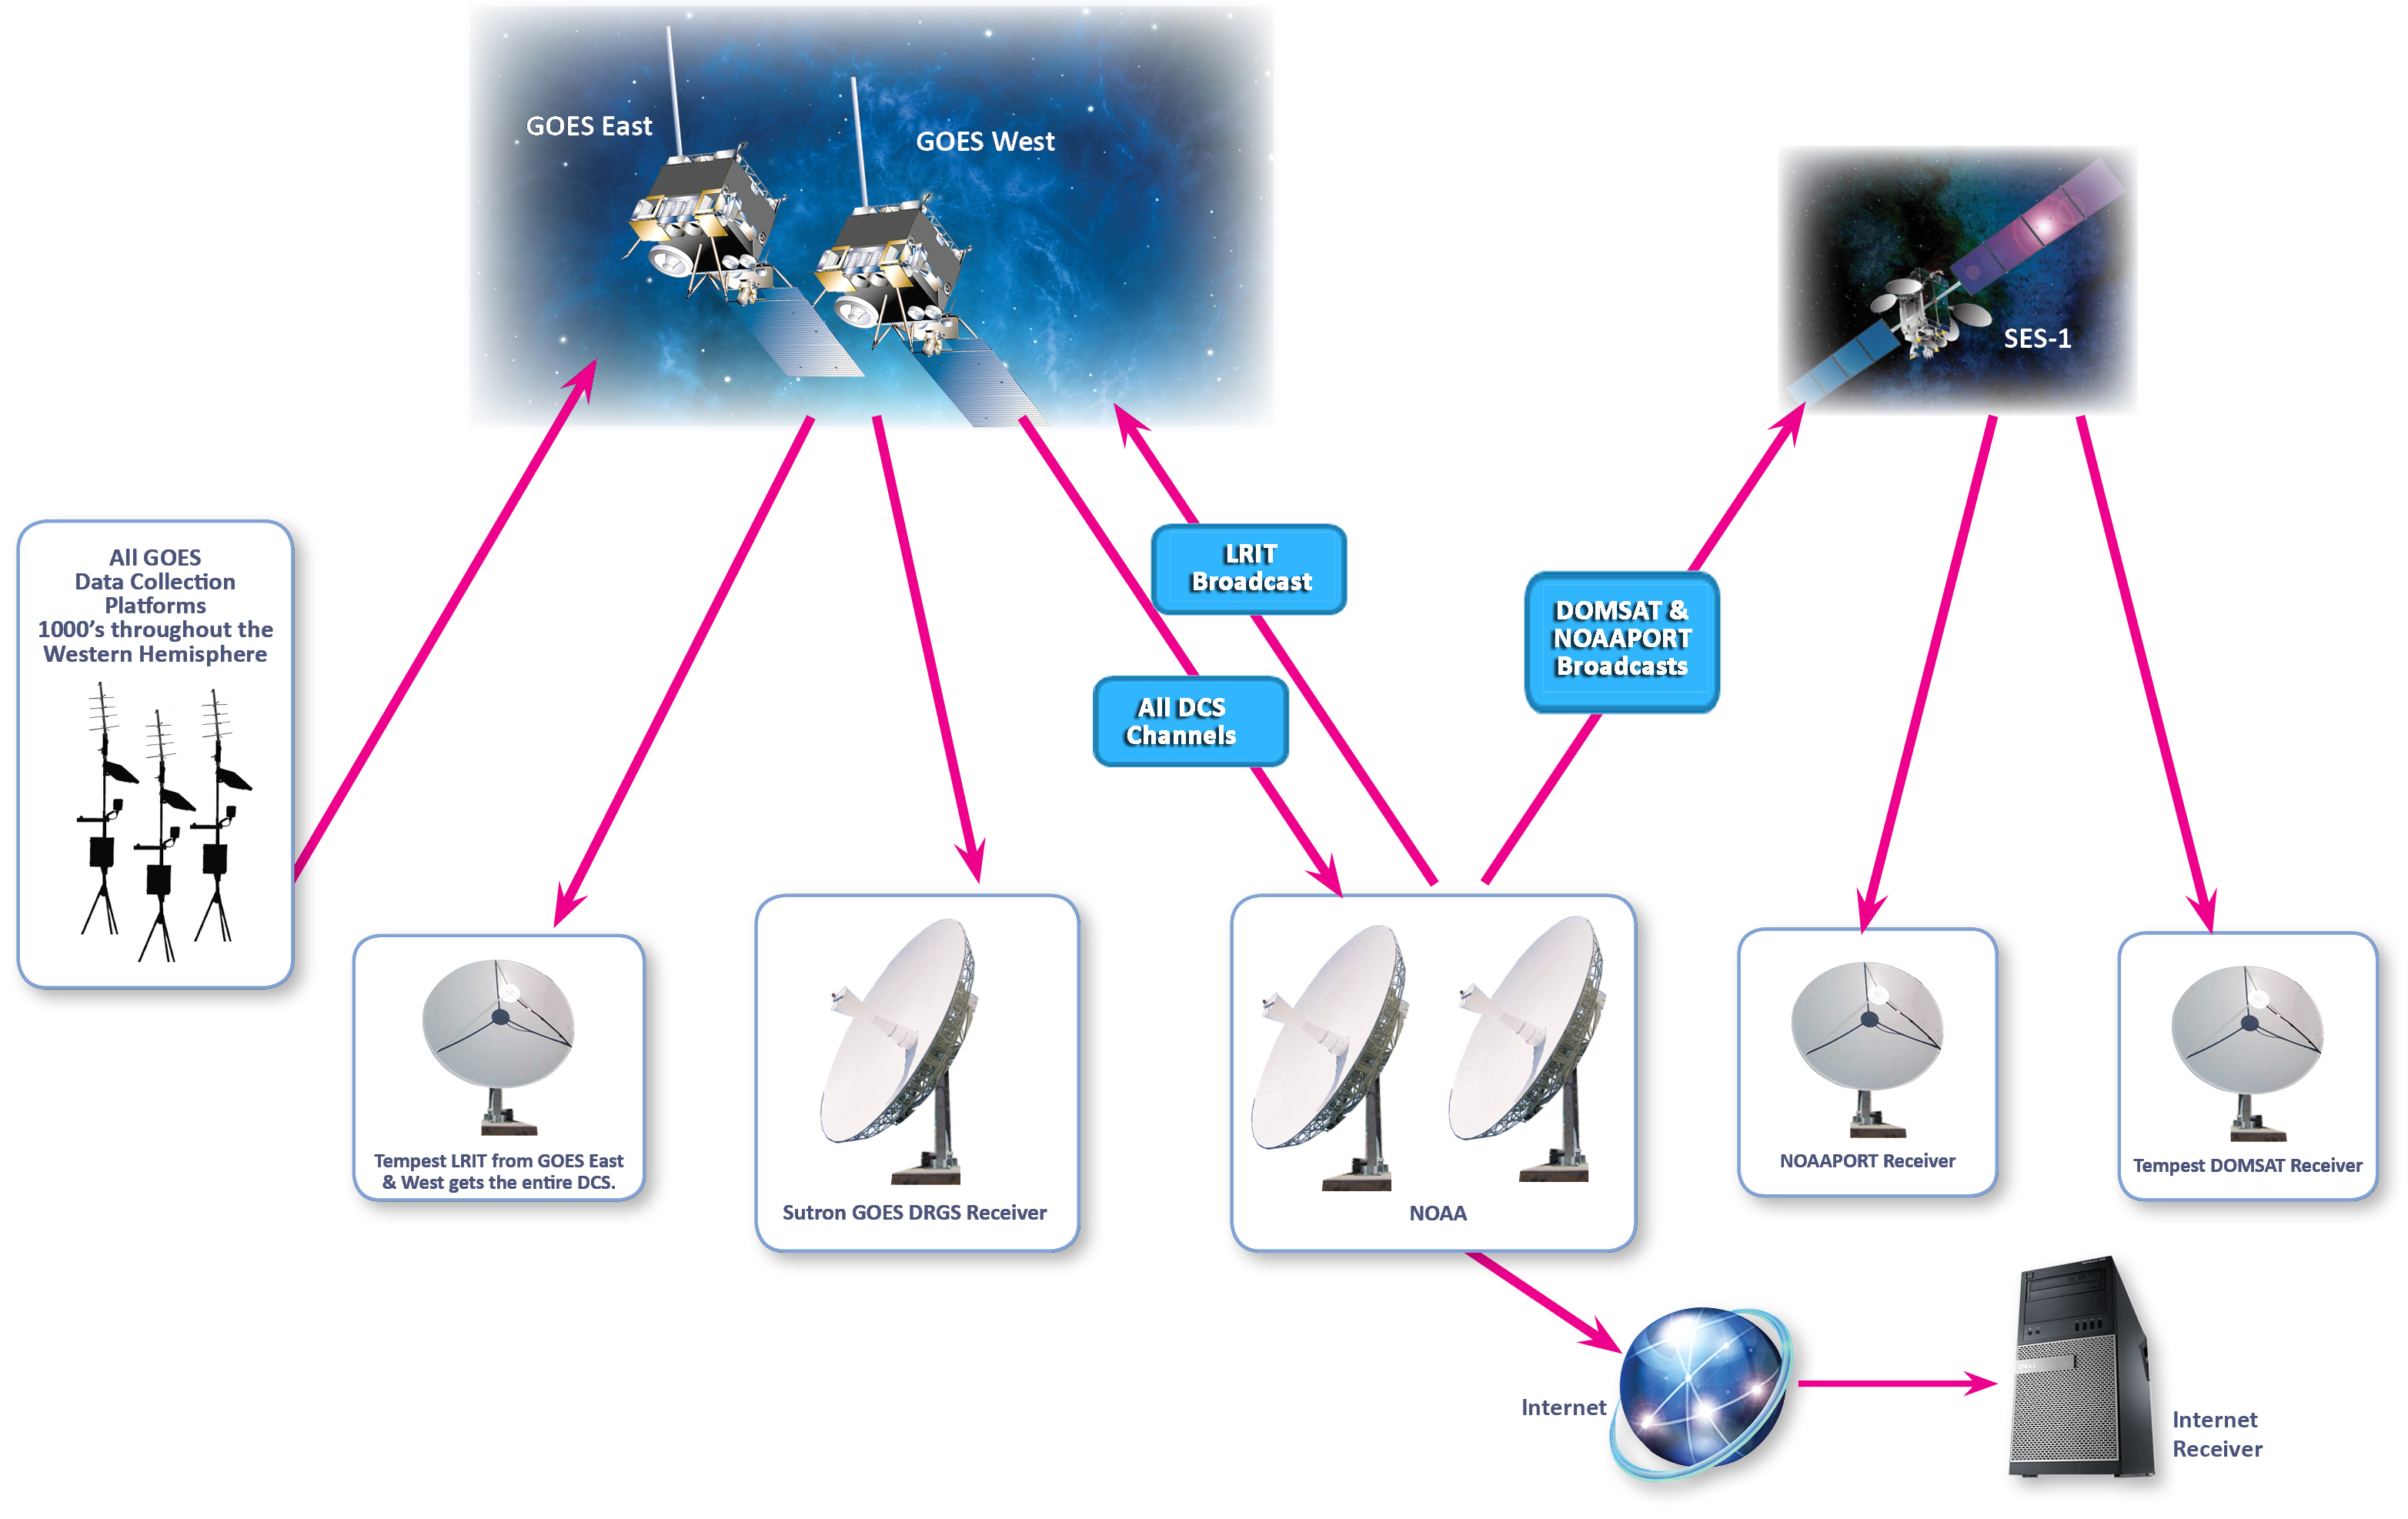 GOES East
GOES West
SES-1
All GOES
Data Collection
Platforms
1000's throughout the
Western Hemisphere
LRIT
Broadcast
DOMSAT &
NOAAPORT
Broadcasts
All DCS
Channels
Tempest LRIT from GOES East
& West gets the entire DCS.
Sutron GOES DRGS Receiver
NOAA
NOAAPORT Receiver
Tempest DOMSAT Receiver
Internet
DELL
Internet
Receiver